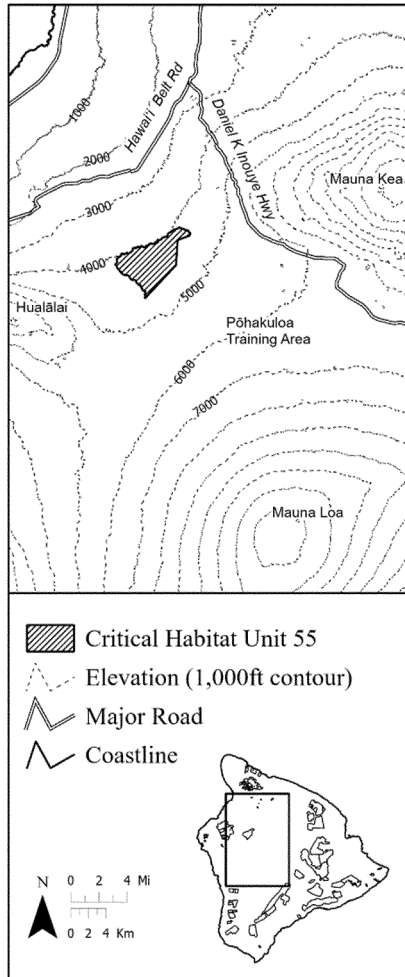 1000
Hawai'i Belt Rd
2000
Daniel K Inouye Hwy
Mauna Kea
3000
4000
5000
Hualālai
Pōhakuloa
Training Area
6000
7000
Mauna Loa
Critical Habitat Unit 55
Elevation (1,000ft contour)
Major Road
Coastline
N
0 2 4 Mi
0 2 4 Km